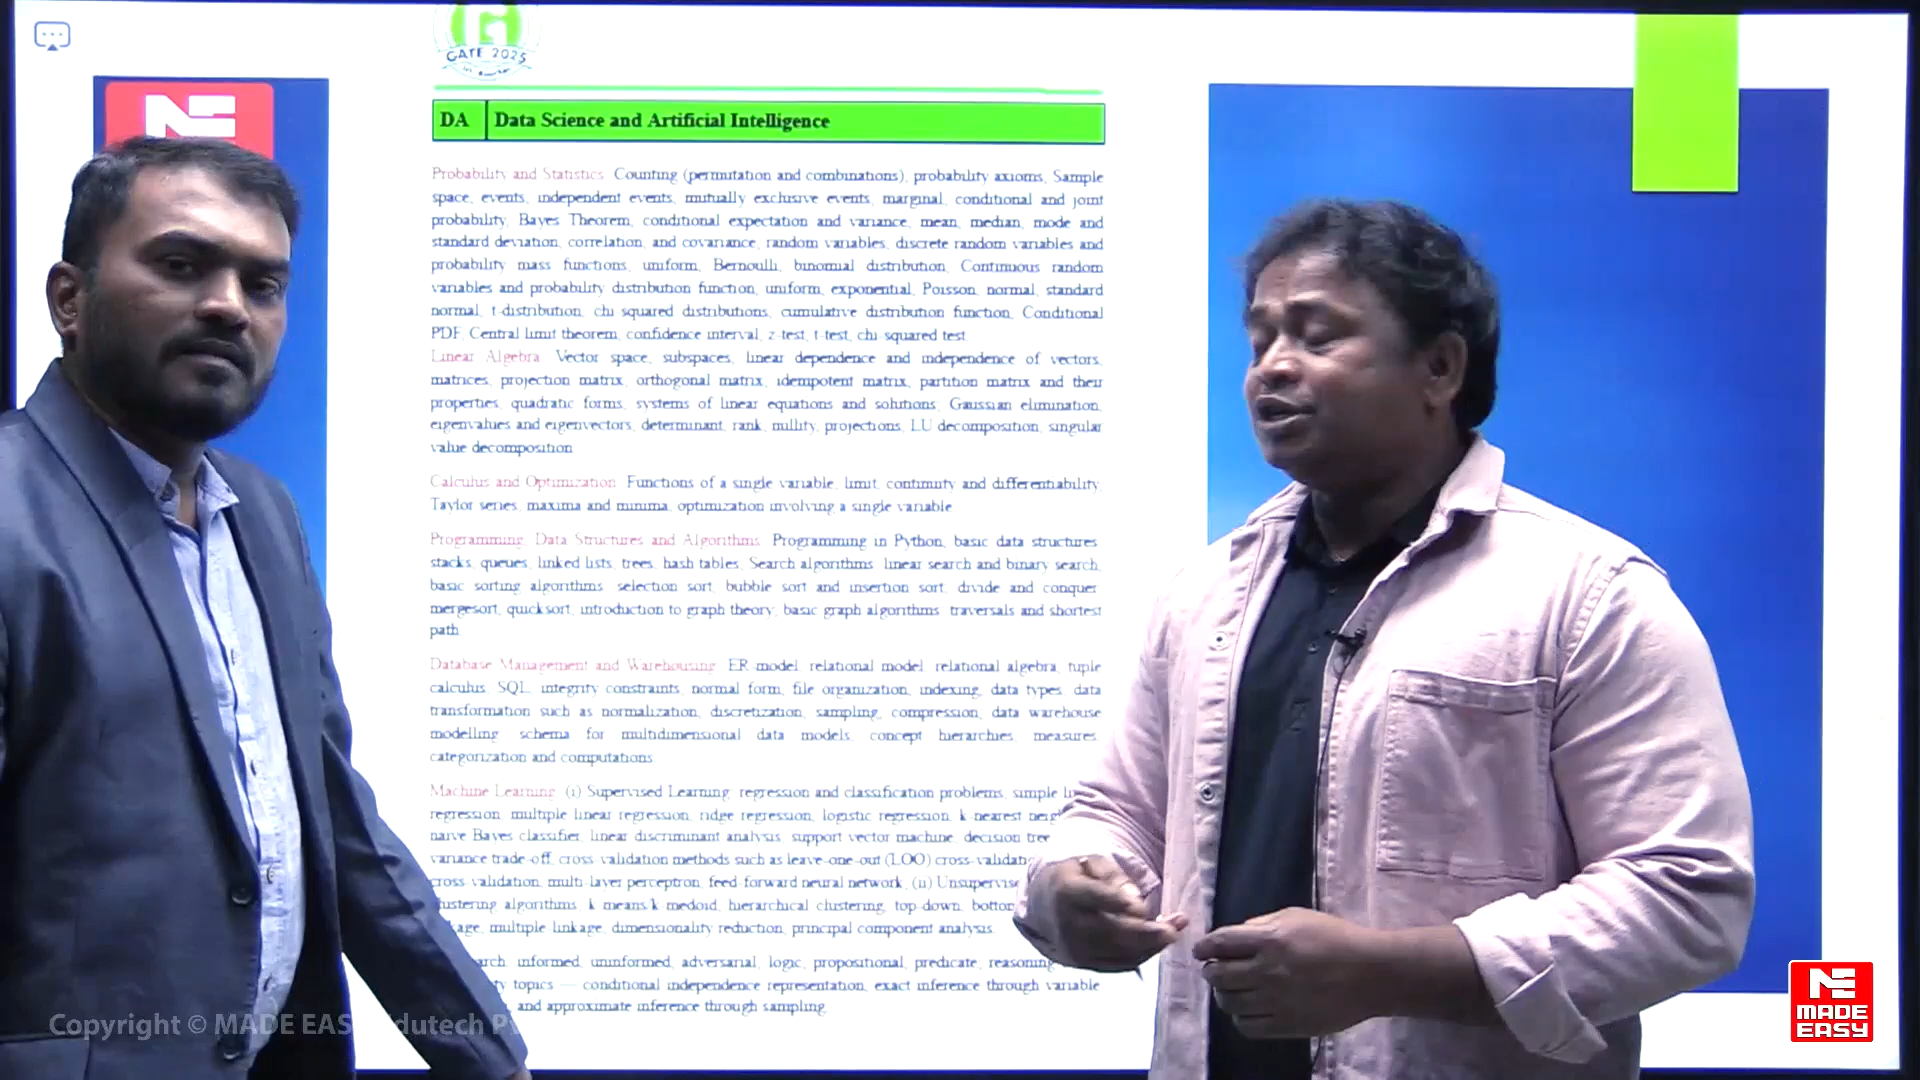 GATE 2025
DA Data Science and Artificial Intelligence
Probability and Statistics Counting (permutation and combinations), probability axioms, Sample
space, events, independent events, mutually exclusive events, marginal, conditional and joint
probability, Bayes Theorem, conditional expectation and variance, mean, median, mode and
standard deviation, correlation, and covariance, random variables, discrete random variables and
probability mass functions, uniform, Bernoulli, binomial distribution, Continuous random
variables and probability distribution function, uniform, exponential, Poisson, normal, standard
normal, t-distribution, chi squared distributions, cumulative distribution function, Conditional
PDF, Central limit theorem, confidence interval, z-test, t-test, chi squared test
Linear Algebra Vector space, subspaces, linear dependence and independence of vectors,
matrices, projection matrix, orthogonal matrix, idempotent matrix, partition matrix and their
properties, quadratic forms, systems of linear equations and solutions, Gaussian elimination,
eigenvalues and eigenvectors, determinant, rank, nullity, projections, LU decomposition, singular
value decomposition
Calculus and Optimization Functions of a single variable, limit, continuity and differentiability,
Taylor series, maxima and minima, optimization involving a single variable
Programming, Data Structures and Algorithms Programming in Python, basic data structures
stacks, queues, linked lists, trees, hash tables, Search algorithms linear search and binary search,
basic sorting algorithms selection sort, bubble sort and insertion sort, divide and conquer
mergesort, quicksort, introduction to graph theory, basic graph algorithms traversals and shortest
path
Database Management and Warehousing ER-model, relational model relational algebra, tuple
calculus, SQL, integrity constraints, normal form, file organization, indexing, data types, data
transformation such as normalization, discretization, sampling, compression, data warehouse
modelling schema for multidimensional data models, concept hierarchies, measures
categorization and computations
Machine Learning (i) Supervised Learning regression and classification problems, simple
regression, multiple linear regression, ridge regression, logistic regression, k-nearest
naive Bayes classifier, linear discriminant analysis, support vector machine, decision tree
variance trade-off, cross-validation methods such as leave-one-out (LOO)
cross-validation, multi-layer perceptron, feed-forward neural network, (ii)
clustering algorithms, k-means/k-medoid, hierarchical clustering, top-down,
multiple linkage, dimensionality reduction, principal component analysis.
informed, uninformed, adversarial, logic, propositional, predicate, reasoning
topics — conditional independence representation, exact inference through variable
and approximate inference through sampling
Copyright © MADE
MADE
EASY